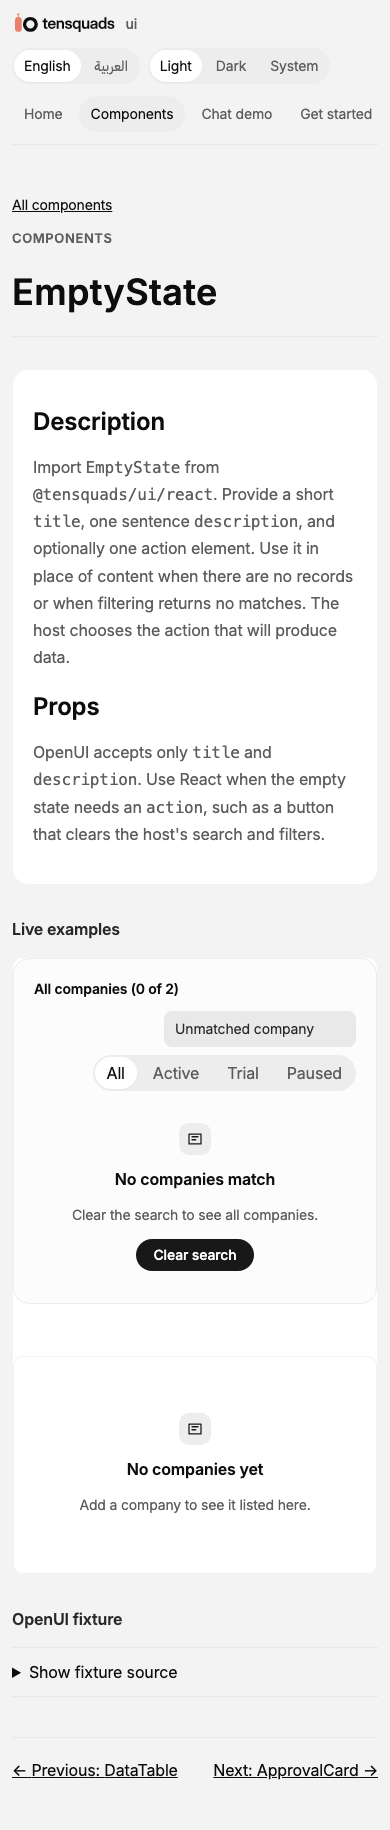 tensquads ui
English العربية Light Dark System
Home Components Chat demo Get started
All components
COMPONENTS
EmptyState
Description
Import EmptyState from
@tensquads/ui/react. Provide a short
title, one sentence description, and
optionally one action element. Use it in
place of content when there are no records
or when filtering returns no matches. The
host chooses the action that will produce
data.
Props
OpenUI accepts only title and
description. Use React when the empty
state needs an action, such as a button
that clears the host's search and filters.
Live examples
All companies (0 of 2)
Unmatched company
All Active Trial Paused
No companies match
Clear the search to see all companies.
Clear search
No companies yet
Add a company to see it listed here.
OpenUI fixture
▶ Show fixture source
← Previous: DataTable Next: ApprovalCard →